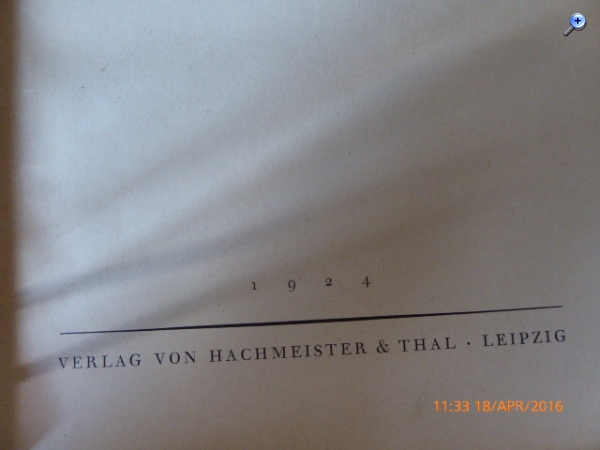 1 9 2 4
VERLAG VON HACHMEISTER & THAL · LEIPZIG
11:33 18/APR/2016